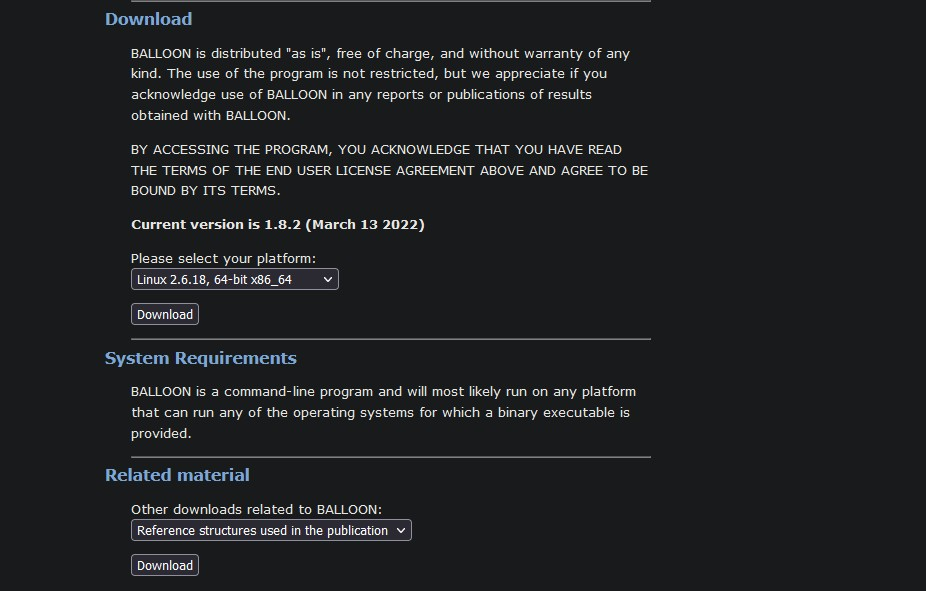 Download
BALLOON is distributed "as is", free of charge, and without warranty of any
kind. The use of the program is not restricted, but we appreciate if you
acknowledge use of BALLOON in any reports or publications of results
obtained with BALLOON.
BY ACCESSING THE PROGRAM, YOU ACKNOWLEDGE THAT YOU HAVE READ
THE TERMS OF THE END USER LICENSE AGREEMENT ABOVE AND AGREE TO BE
BOUND BY ITS TERMS.
Current version is 1.8.2 (March 13 2022)
Please select your platform:
Linux 2.6.18, 64-bit x86_64
Download
System Requirements
BALLOON is a command-line program and will most likely run on any platform
that can run any of the operating systems for which a binary executable is
provided.
Related material
Other downloads related to BALLOON:
Reference structures used in the publication
Download